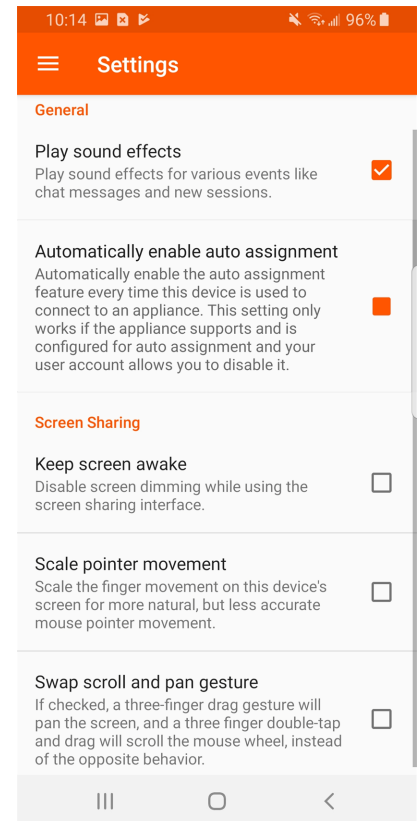 10:14 96%
Settings
General
Play sound effects
Play sound effects for various events like
chat messages and new sessions.
Automatically enable auto assignment
Automatically enable the auto assignment
feature every time this device is used to
connect to an appliance. This setting only
works if the appliance supports and is
configured for auto assignment and your
user account allows you to disable it.
Screen Sharing
Keep screen awake
Disable screen dimming while using the
screen sharing interface.
Scale pointer movement
Scale the finger movement on this device's
screen for more natural, but less accurate
mouse pointer movement.
Swap scroll and pan gesture
If checked, a three-finger drag gesture will
pan the screen, and a three finger double-tap
and drag will scroll the mouse wheel, instead
of the opposite behavior.